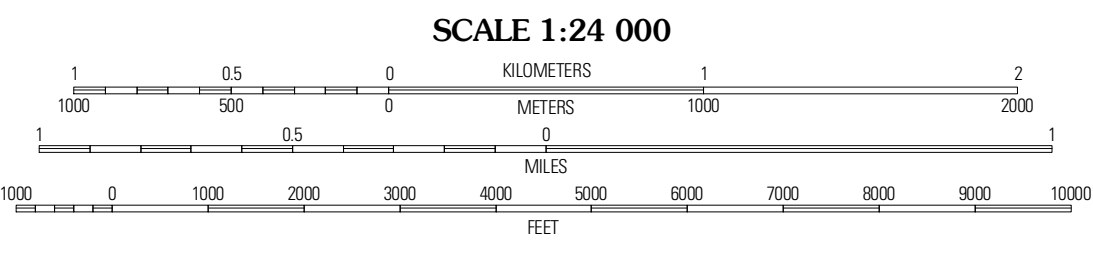 SCALE 1:24 000
1 0.5 0 KILOMETERS 1 2
1000 500 0 METERS 1000 2000
1 0.5 0 1
MILES
1000 0 1000 2000 3000 4000 5000 6000 7000 8000 9000 10000
FEET